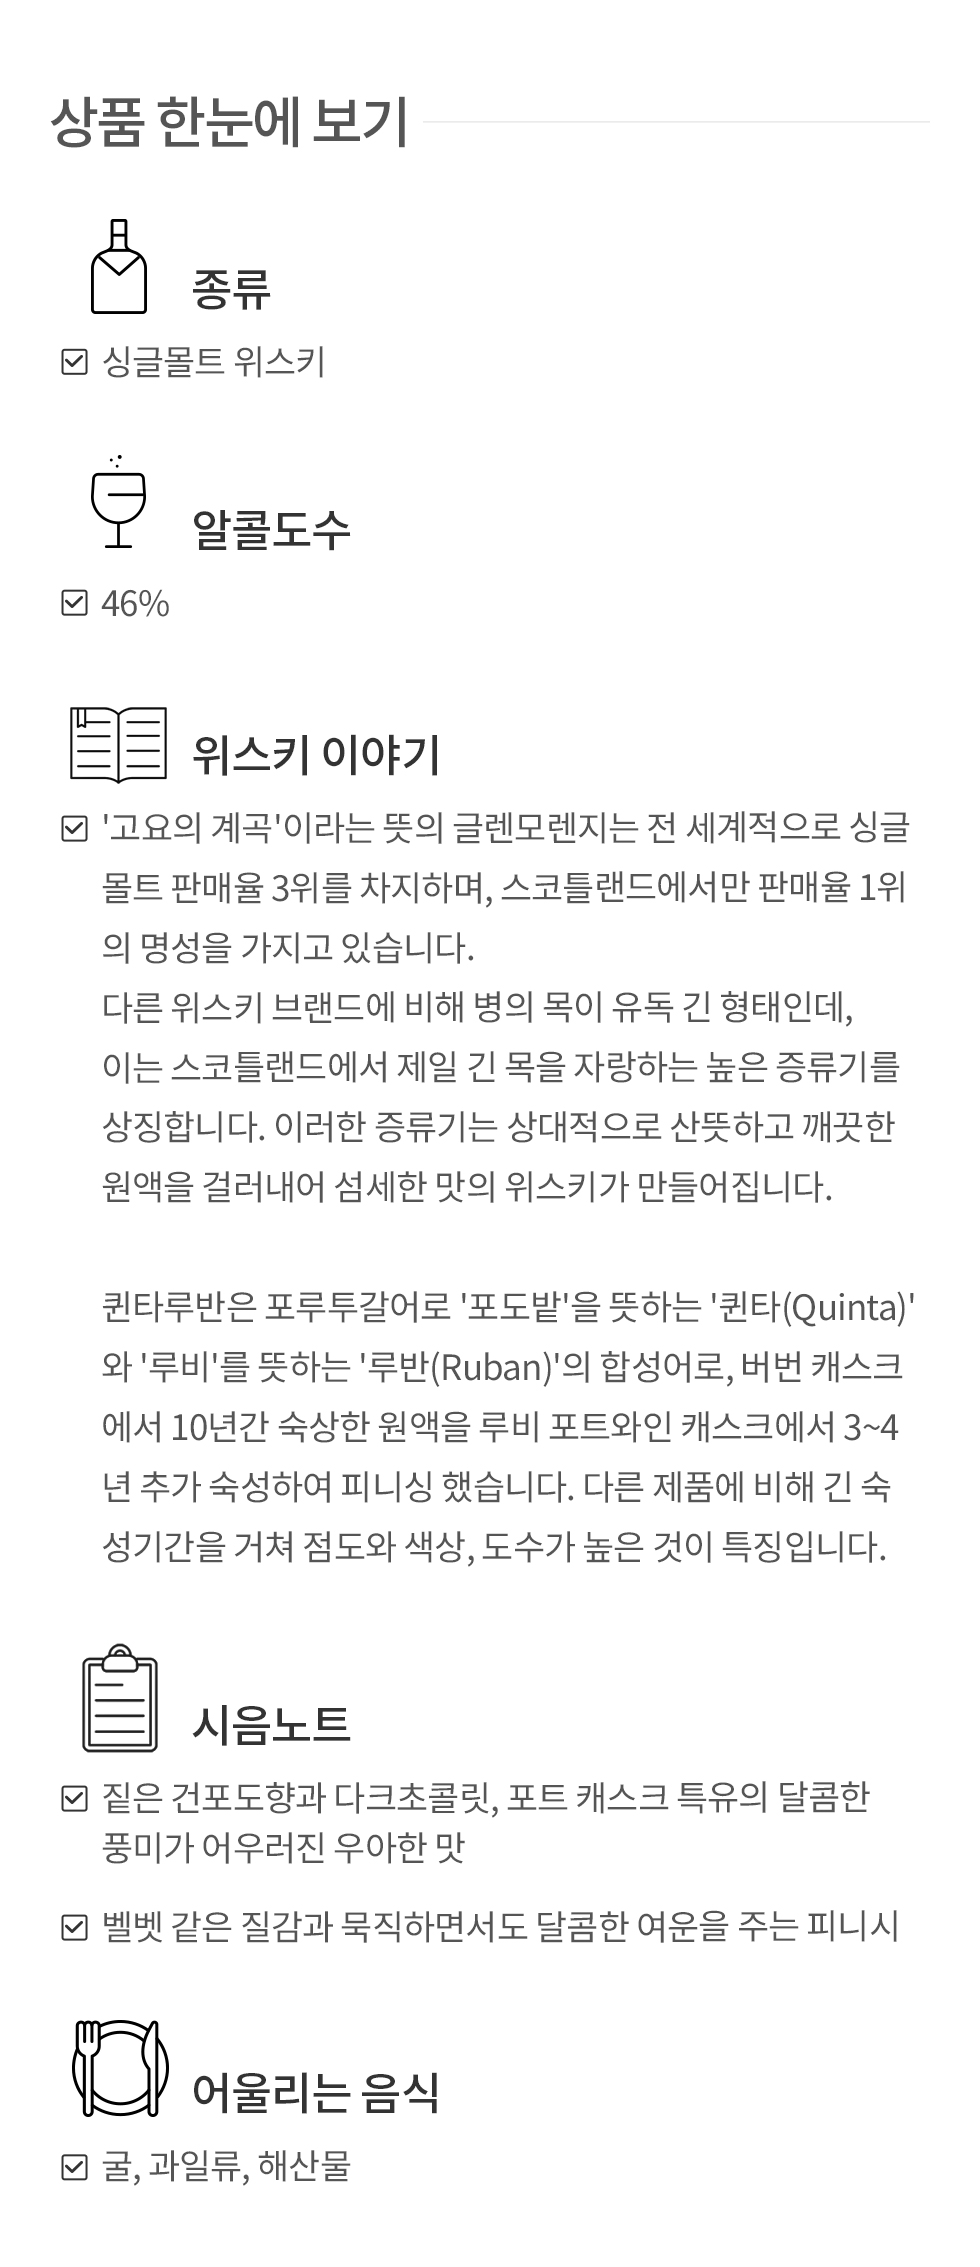 상품 한눈에 보기
종류
싱글몰트 위스키
알콜도수
46%
위스키 이야기
'고요의 계곡'이라는 뜻의 글렌모렌지는 전 세계적으로 싱글
몰트 판매율 3위를 차지하며, 스코틀랜드에서만 판매율 1위
의 명성을 가지고 있습니다.
다른 위스키 브랜드에 비해 병의 목이 유독 긴 형태인데,
이는 스코틀랜드에서 제일 긴 목을 자랑하는 높은 증류기를
상징합니다. 이러한 증류기는 상대적으로 산뜻하고 깨끗한
원액을 걸러내어 섬세한 맛의 위스키가 만들어집니다.
퀸타루반은 포루투갈어로 '포도밭'을 뜻하는 '퀸타(Quinta)'
와 '루비'를 뜻하는 '루반(Ruban)'의 합성어로, 버번 캐스크
에서 10년간 숙상한 원액을 루비 포트와인 캐스크에서 3~4
년 추가 숙성하여 피니싱 했습니다. 다른 제품에 비해 긴 숙
성기간을 거쳐 점도와 색상, 도수가 높은 것이 특징입니다.
시음노트
짙은 건포도향과 다크초콜릿, 포트 캐스크 특유의 달콤한
풍미가 어우러진 우아한 맛
벨벳 같은 질감과 묵직하면서도 달콤한 여운을 주는 피니시
어울리는 음식
굴, 과일류, 해산물